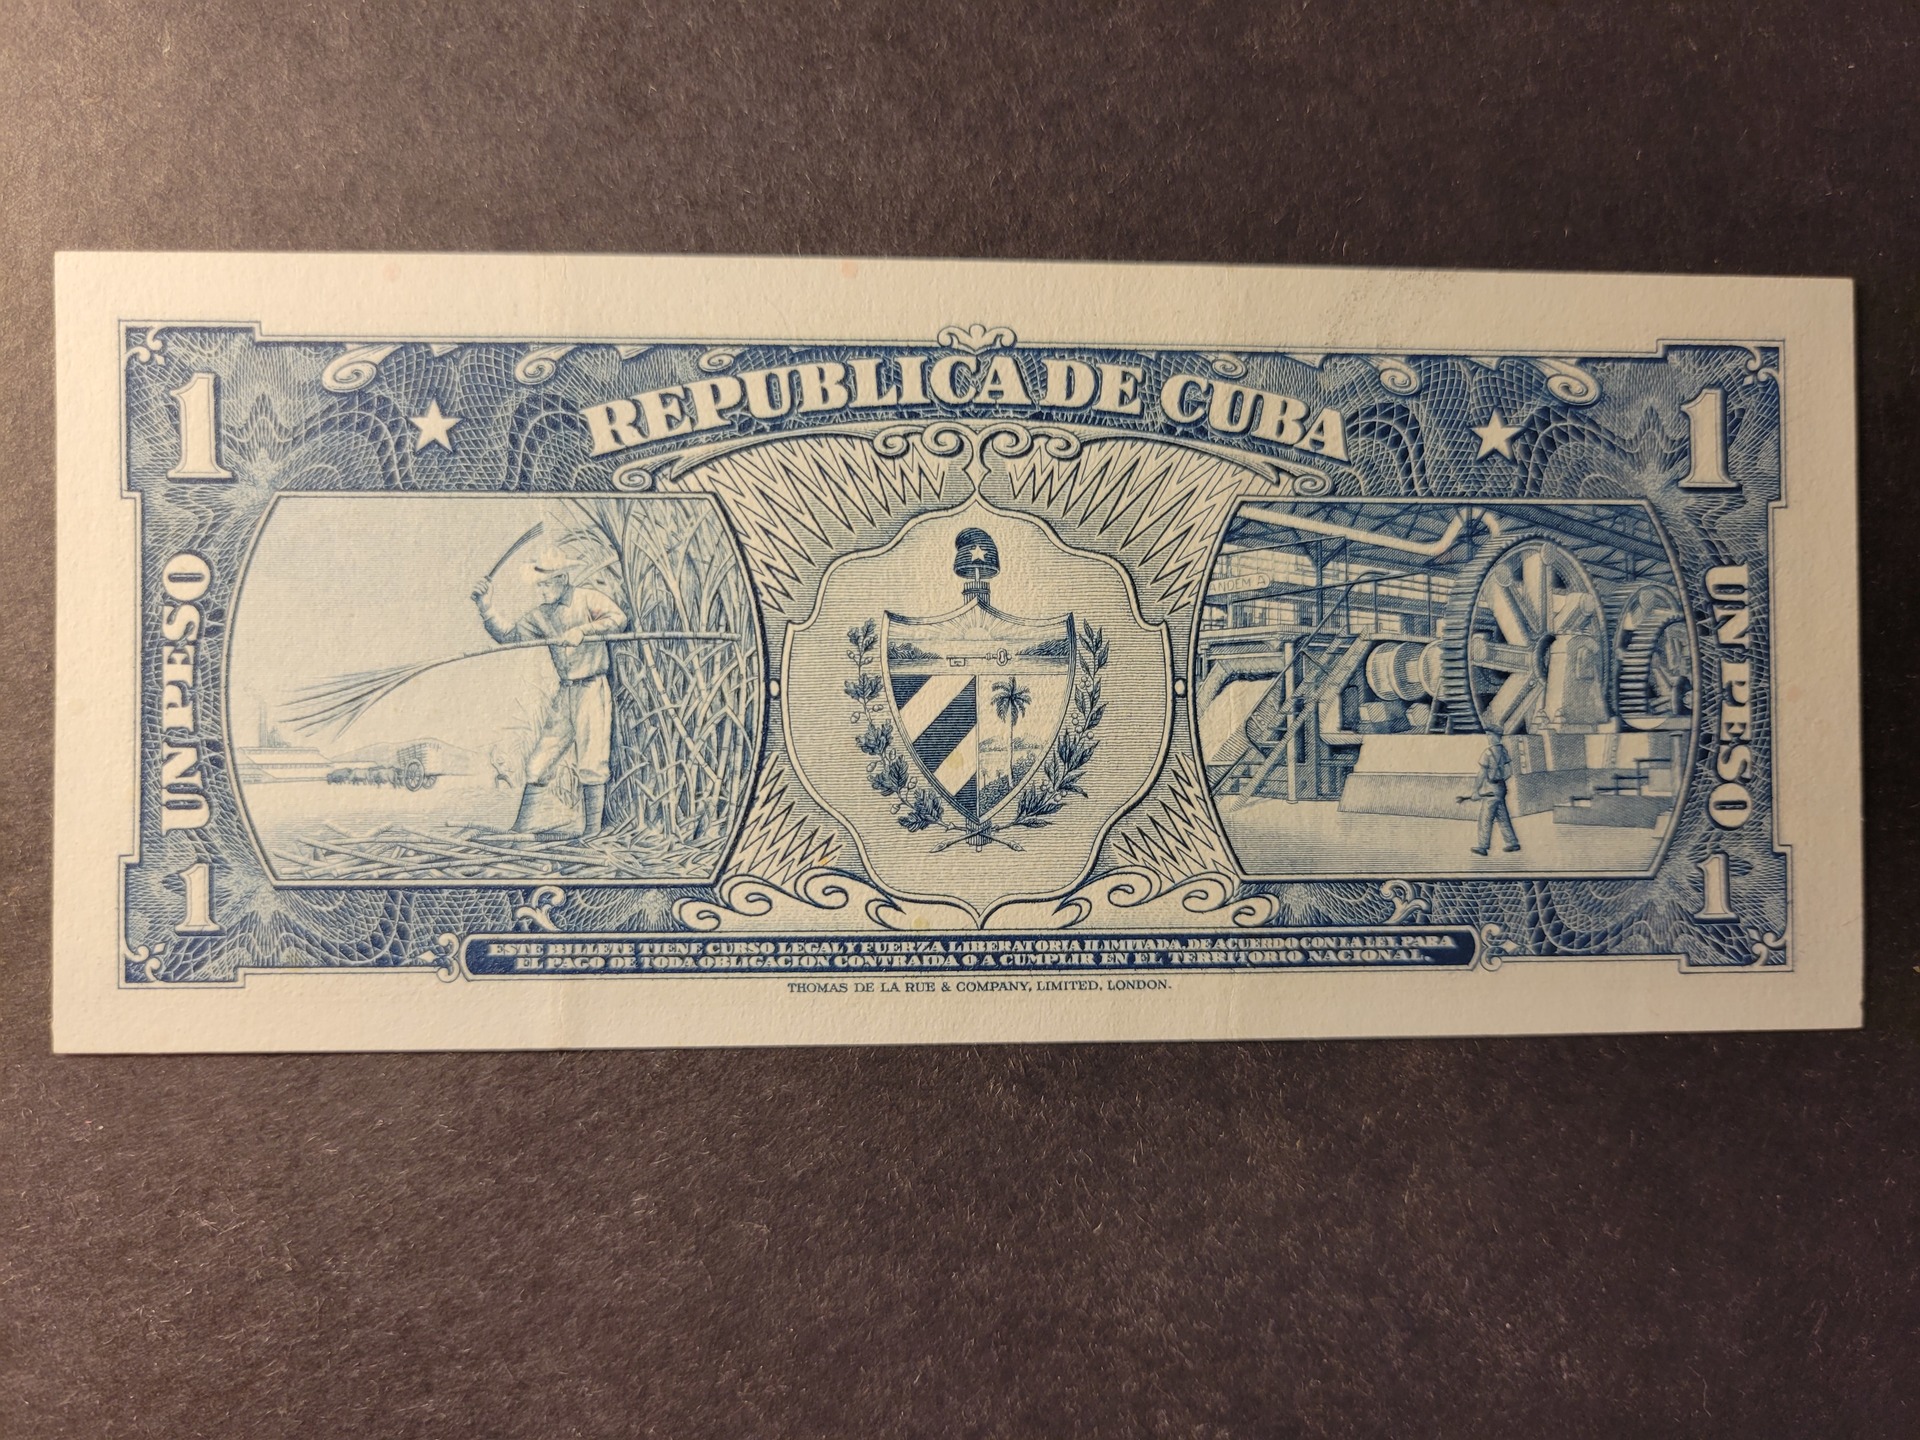 REPUBLICA DE CUBA
1
1
UN PESO
UN PESO
1
1
ESTE BILLETE TIENE CURSO LEGAL Y FUERZA LIBERATORIA ILIMITADA, DE ACUERDO CON LA LEY, PARA
EL PAGO DE TODA OBLIGACION CONTRAIDA O A CUMPLIR EN EL TERRITORIO NACIONAL.
THOMAS DE LA RUE & COMPANY, LIMITED, LONDON.